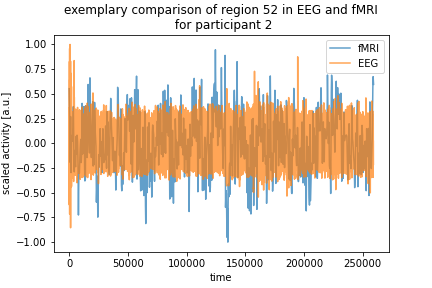 exemplary comparison of region 52 in EEG and fMRI
for participant 2
fMRI
EEG
scaled activity [a.u.]
1.00
0.75
0.50
0.25
0.00
−0.25
−0.50
−0.75
−1.00
0 50000 100000 150000 200000 250000
time